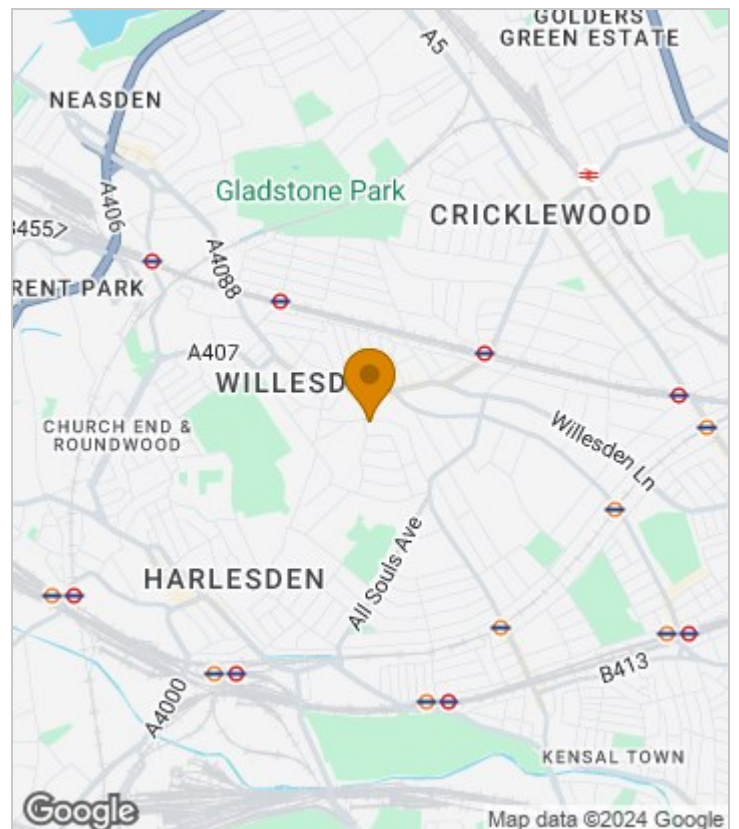 GOLDERS
GREEN ESTATE
A5
NEASDEN
Gladstone Park
CRICKLEWOOD
A406
3455>
A4088
RENT PARK
A407
WILLESD
CHURCH END &
ROUNDWOOD
Willesden Ln
All Souls Ave
HARLESDEN
B413
A4000
KENSAL TOWN
Google
Map data ©2024 Google